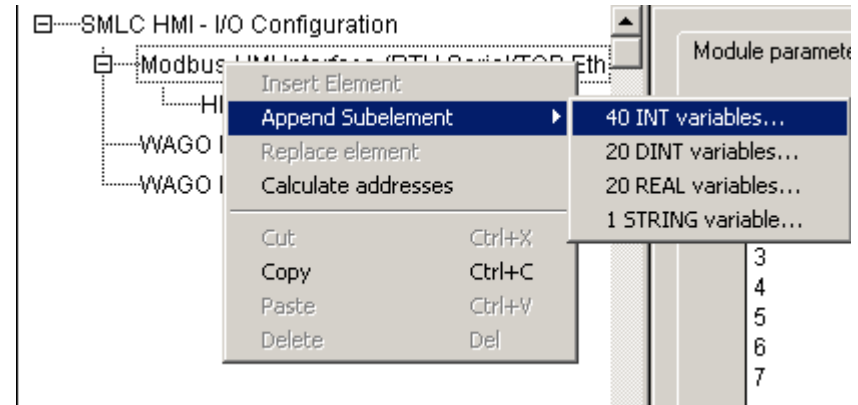 SMLC HMI - I/O Configuration
Modbus HMI Interface (RTU Serial/TCP Eth
Module paramete
HI
WAGO I
WAGO I
Insert Element
Append Subelement
Replace element
Calculate addresses
Cut Ctrl+X
Copy Ctrl+C
Paste Ctrl+V
Delete Del
40 INT variables...
20 DINT variables...
20 REAL variables...
1 STRING variable...
3
4
5
6
7